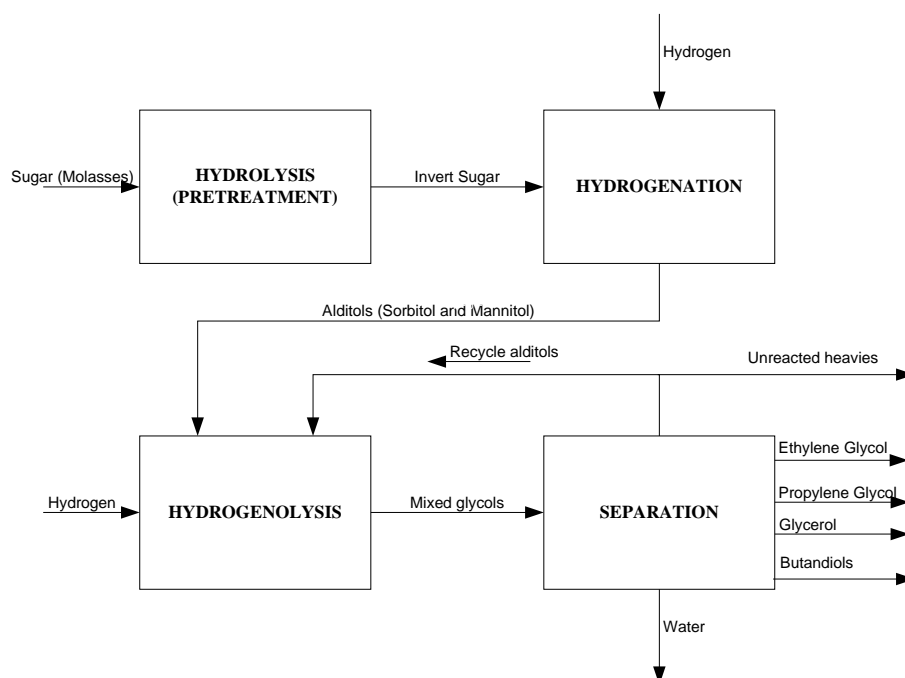 Hydrogen
HYDROLYSIS
(PRETREATMENT)
HYDROGENATION
Sugar (Molasses)
Invert Sugar
Alditols (Sorbitol and Mannitol)
Recycle alditols
Unreacted heavies
Ethylene Glycol
Hydrogen
HYDROGENOLYSIS
Mixed glycols
SEPARATION
Propylene Glycol
Glycerol
Butandiols
Water